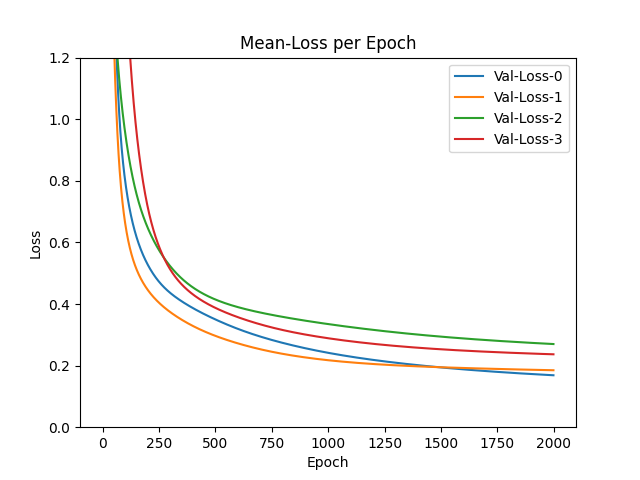 Mean-Loss per Epoch
Val-Loss-0
Val-Loss-1
Val-Loss-2
Val-Loss-3
Loss
1.2
1.0
0.8
0.6
0.4
0.2
0.0
0 250 500 750 1000 1250 1500 1750 2000
Epoch